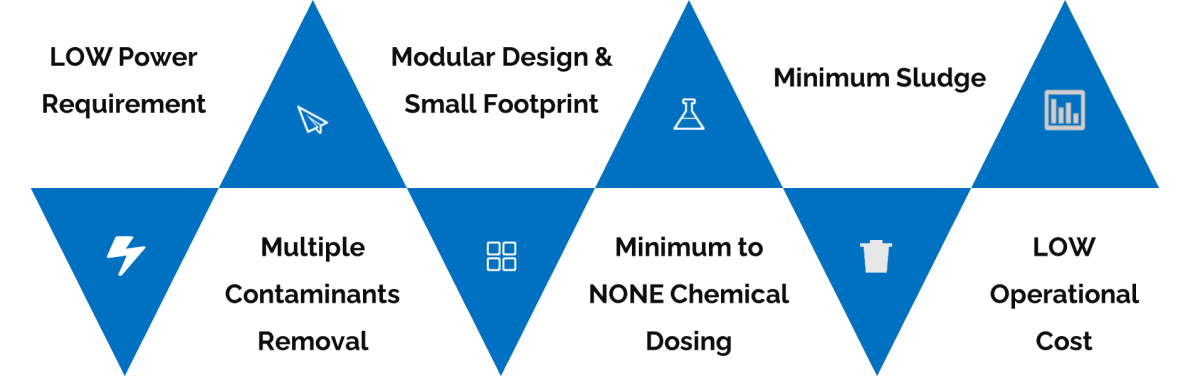 LOW Power
Requirement
Multiple
Contaminants
Removal
Modular Design &
Small Footprint
Minimum to
NONE Chemical
Dosing
Minimum Sludge
LOW
Operational
Cost